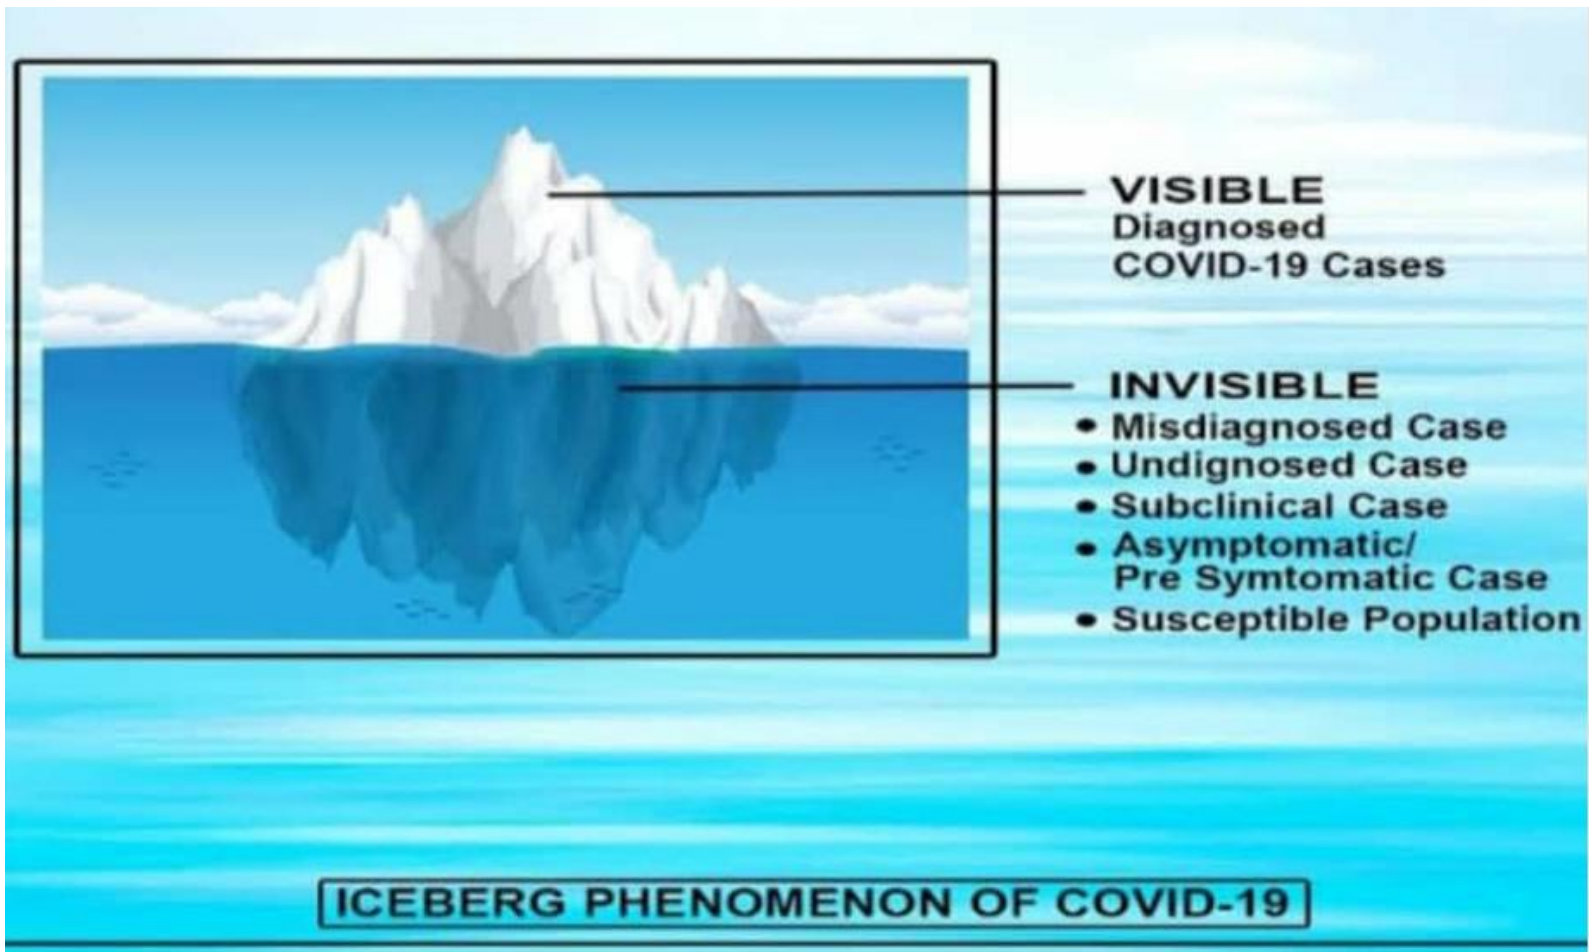 VISIBLE
Diagnosed
COVID-19 Cases
INVISIBLE
• Misdiagnosed Case
• Undignosed Case
• Subclinical Case
• Asymptomatic/
Pre Symtomatic Case
• Susceptible Population
ICEBERG PHENOMENON OF COVID-19